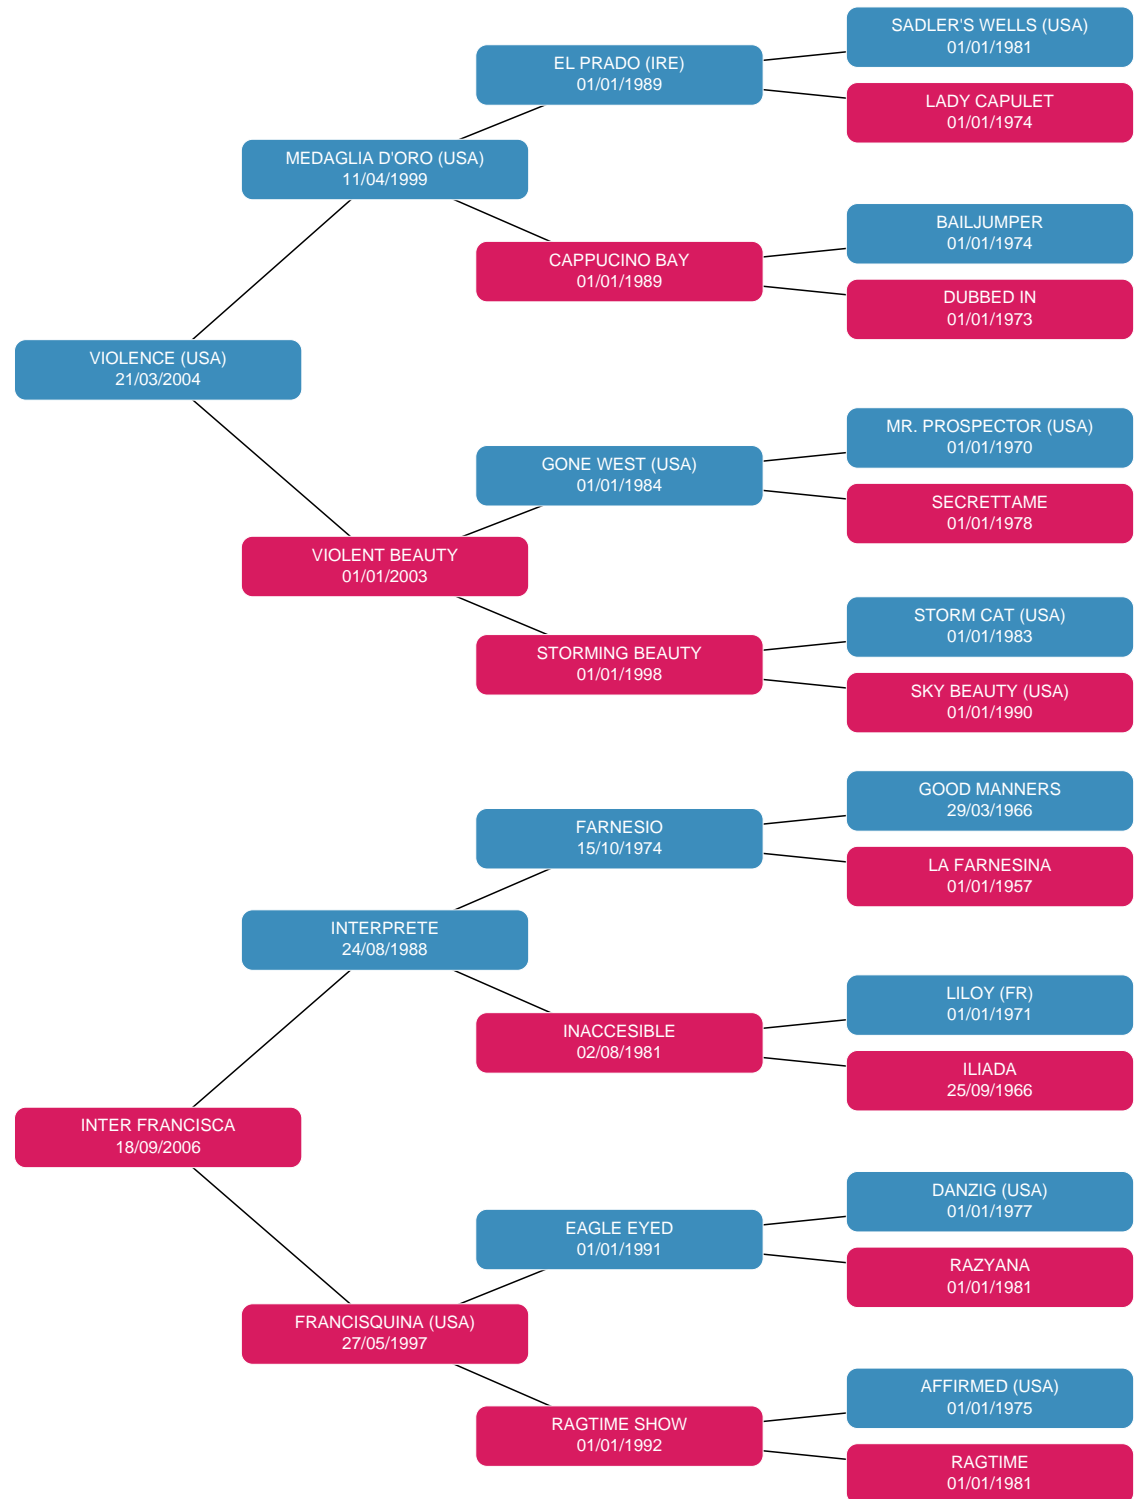 SADLER'S WELLS (USA)
01/01/1981
EL PRADO (IRE)
01/01/1989
LADY CAPULET
01/01/1974
MEDAGLIA D'ORO (USA)
11/04/1999
BAILJUMPER
01/01/1974
CAPPUCINO BAY
01/01/1989
DUBBED IN
01/01/1973
VIOLENCE (USA)
21/03/2004
MR. PROSPECTOR (USA)
01/01/1970
GONE WEST (USA)
01/01/1984
SECRETTAME
01/01/1978
VIOLENT BEAUTY
01/01/2003
STORM CAT (USA)
01/01/1983
STORMING BEAUTY
01/01/1998
SKY BEAUTY (USA)
01/01/1990
GOOD MANNERS
29/03/1966
FARNESIO
15/10/1974
LA FARNESINA
01/01/1957
INTERPRETE
24/08/1988
LILOY (FR)
01/01/1971
INACCESIBLE
02/08/1981
ILIADA
25/09/1966
INTER FRANCISCA
18/09/2006
DANZIG (USA)
01/01/1977
EAGLE EYED
01/01/1991
RAZYANA
01/01/1981
FRANCISQUINA (USA)
27/05/1997
AFFIRMED (USA)
01/01/1975
RAGTIME SHOW
01/01/1992
RAGTIME
01/01/1981